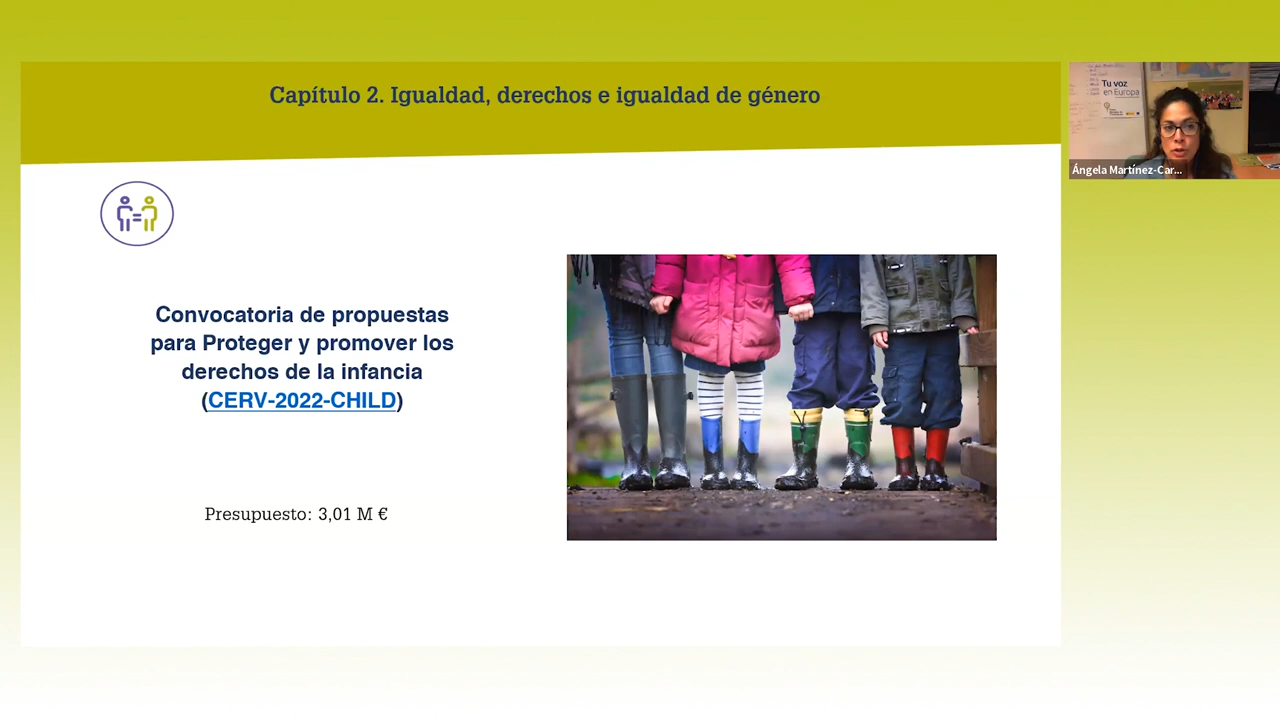 Capítulo 2. Igualdad, derechos e igualdad de género
Convocatoria de propuestas
para Proteger y promover los
derechos de la infancia
(CERV-2022-CHILD)
Presupuesto: 3,01 M €
Tu voz
en Europa
Ángela Martínez-Car...